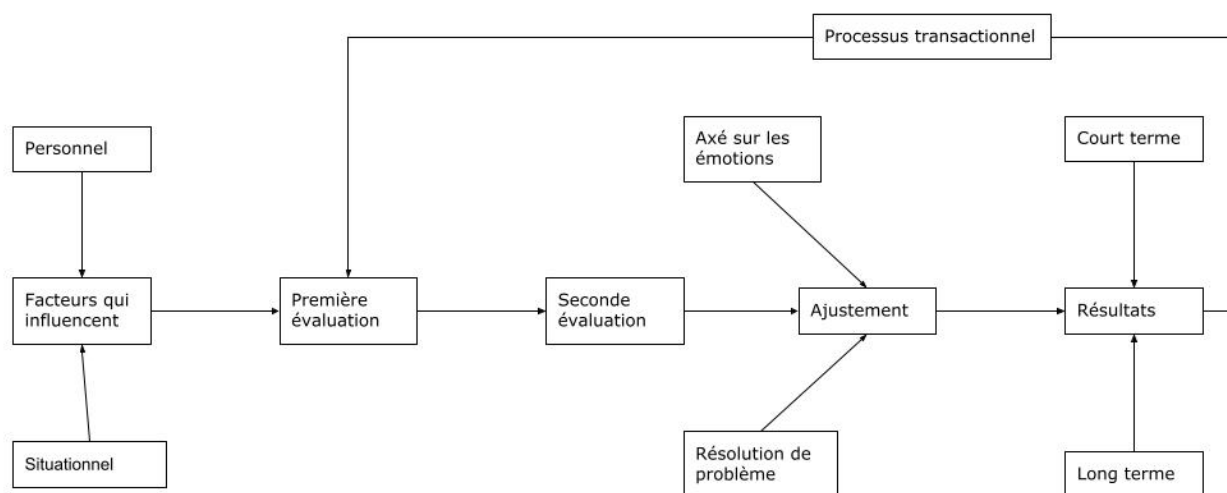 Processus transactionnel
Personnel
Axé sur les
émotions
Court terme
Facteurs qui
influencent
Première
évaluation
Seconde
évaluation
Ajustement
Résultats
Situationnel
Résolution de
problème
Long terme